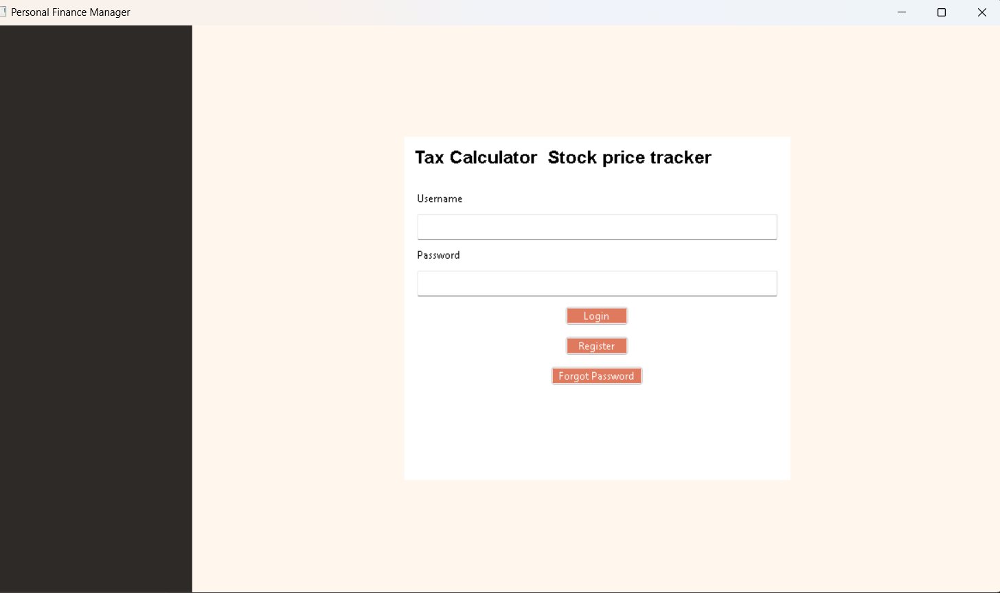 Personal Finance Manager
Tax Calculator  Stock price tracker
Username
Password
Login
Register
Forgot Password